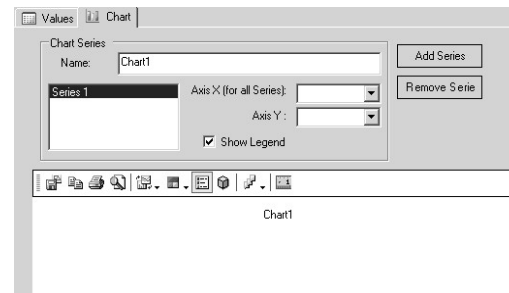 Values Chart
Chart Series
Name: Chart1
Add Series
Series 1
Axis X (for all Series):
Remove Serie
Axis Y :
Show Legend
Chart1